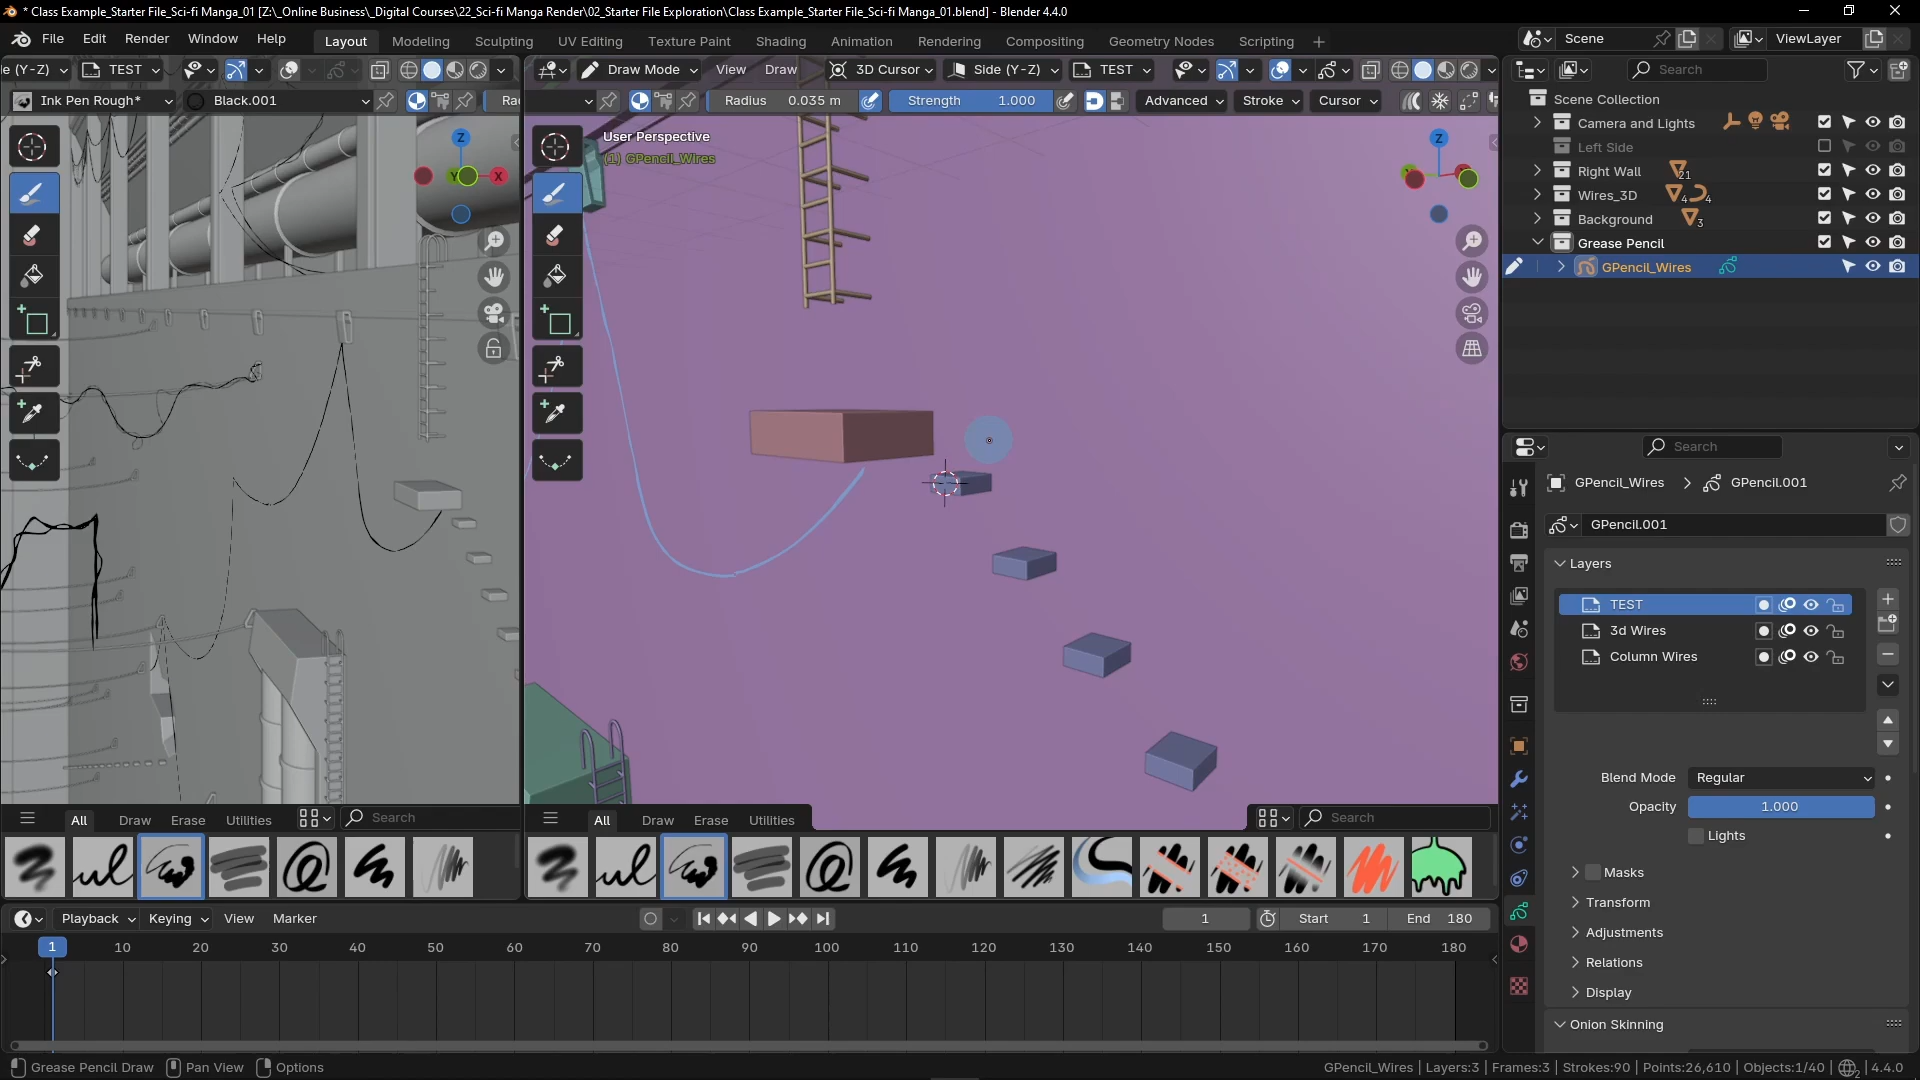 * Class Example_Starter File_Sci-fi Manga_01 [Z:\_Online Business\_Digital Courses\22_Sci-fi Manga Render\02_Starter File Exploration\Class Example_Starter File_Sci-fi Manga_01.blend] - Blender 4.4.0
File Edit Render Window Help Layout Modeling Sculpting UV Editing Texture Paint Shading Animation Rendering Compositing Geometry Nodes Scripting Scene ViewLayer
e (Y-Z) TEST Draw Mode View Draw 3D Cursor Side (Y-Z) TEST Search
Ink Pen Rough* Black.001 Radius 0.035 m Strength 1.000 Advanced Stroke Cursor
Scene Collection
Camera and Lights
Left Side
Right Wall 21
Wires_3D 4 4
Background 3
Grease Pencil
GPencil_Wires
User Perspective
(1) GPencil_Wires
Z
Y X
Z
Search
GPencil_Wires GPencil.001
GPencil.001
Layers
TEST
3d Wires
Column Wires
Blend Mode Regular
Opacity 1.000
Lights
Masks
Transform
Adjustments
Relations
Display
Onion Skinning
All Draw Erase Utilities Search
All Draw Erase Utilities Search
Playback Keying View Marker 1 Start 1 End 180
1 10 20 30 40 50 60 70 80 90 100 110 120 130 140 150 160 170 180
Grease Pencil Draw Pan View Options
GPencil_Wires | Layers:3 | Frames:3 | Strokes:90 | Points:26,610 | Objects:1/40 | 2 | 4.4.0